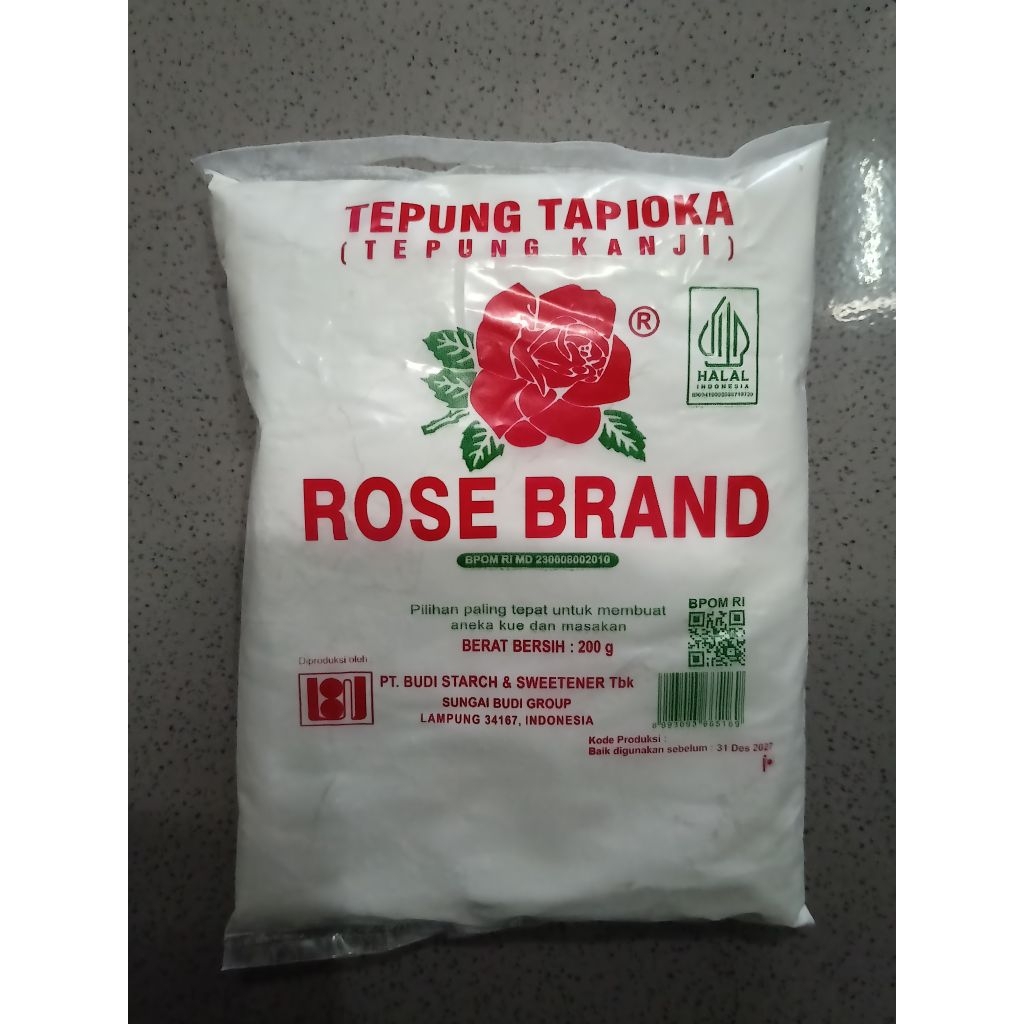 TEPUNG TAPIOKA
(TEPUNG KANJI)
®
HALAL
INDONESIA
ROSE BRAND
BPOM RI MD 230008002010
Pilihan paling tepat untuk membuat
aneka kue dan masakan
BERAT BERSIH : 200 g
BPOM RI
Diproduksi oleh
PT. BUDI STARCH & SWEETENER Tbk
SUNGAI BUDI GROUP
LAMPUNG 34167, INDONESIA
Kode Produksi :
Baik digunakan sebelum : 31 Des 2027